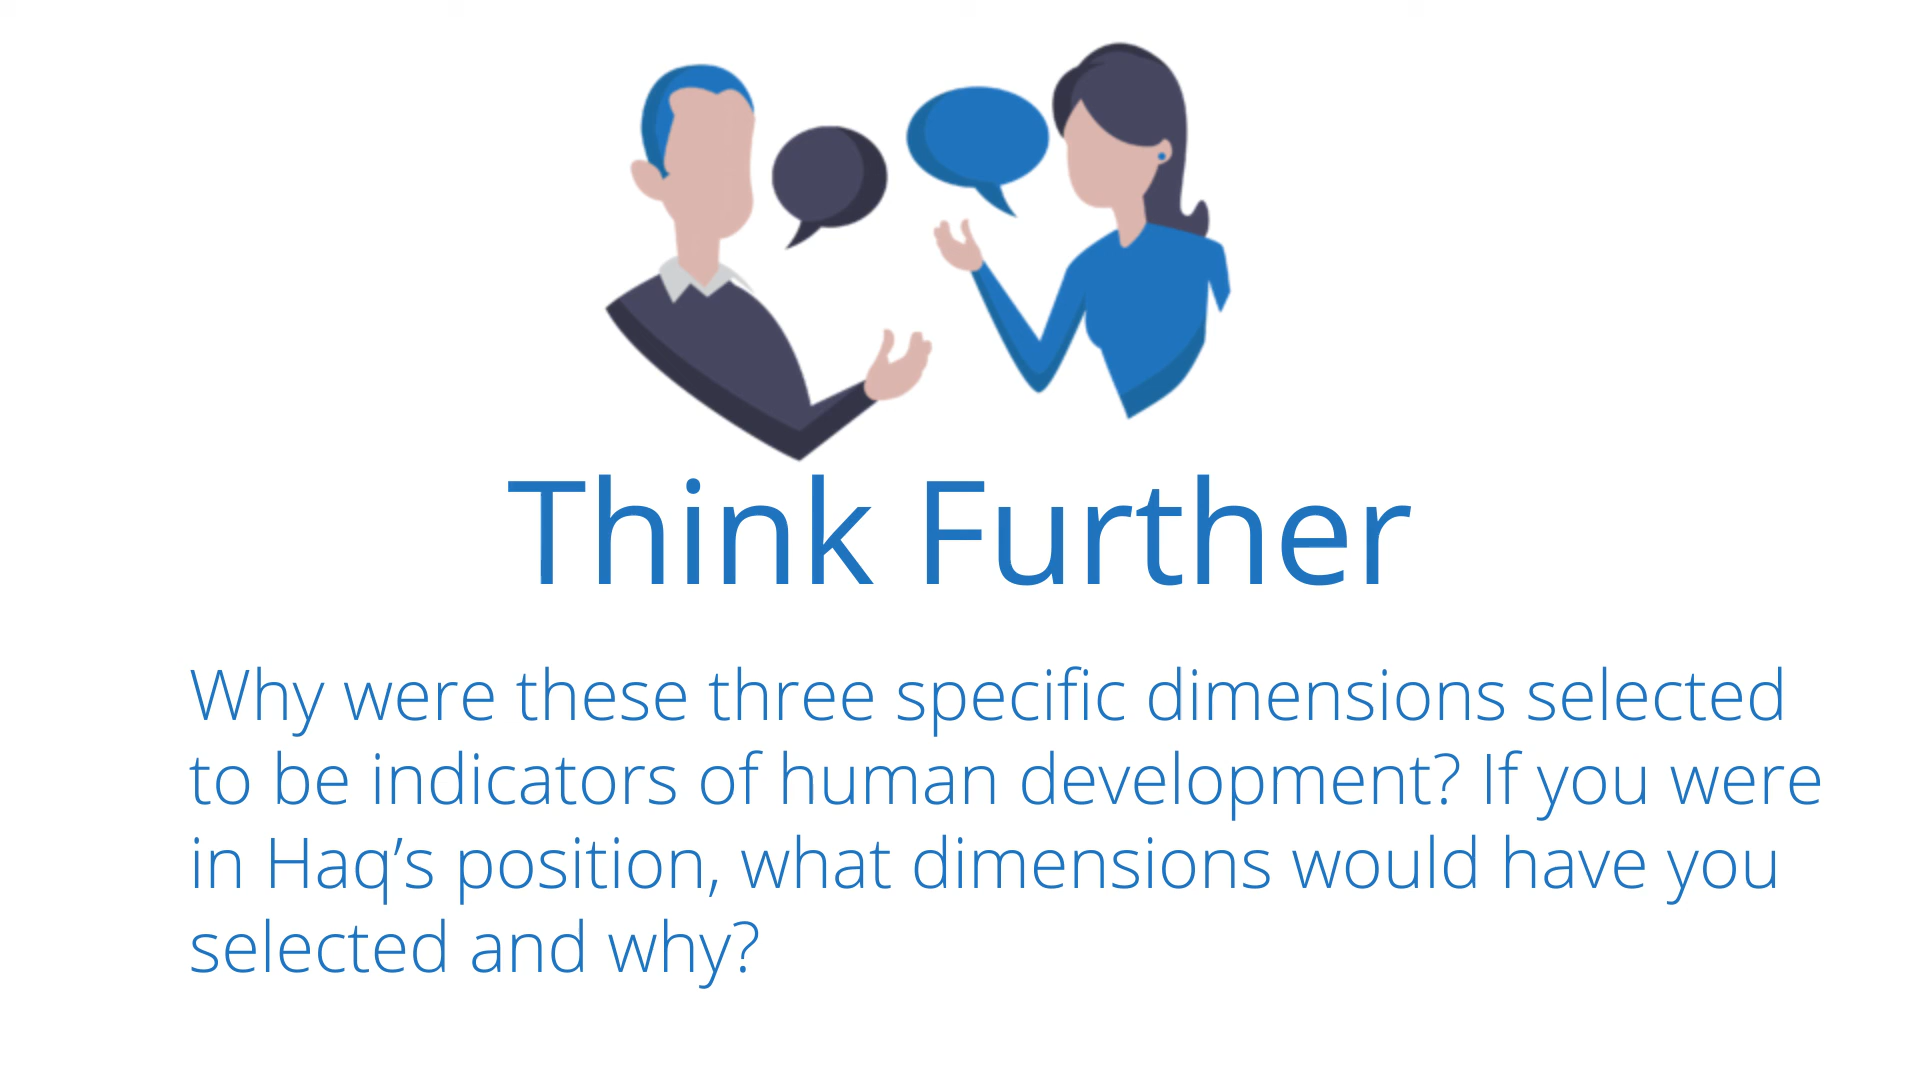 Think Further
Why were these three specific dimensions selected
to be indicators of human development? If you were
in Haq’s position, what dimensions would have you
selected and why?